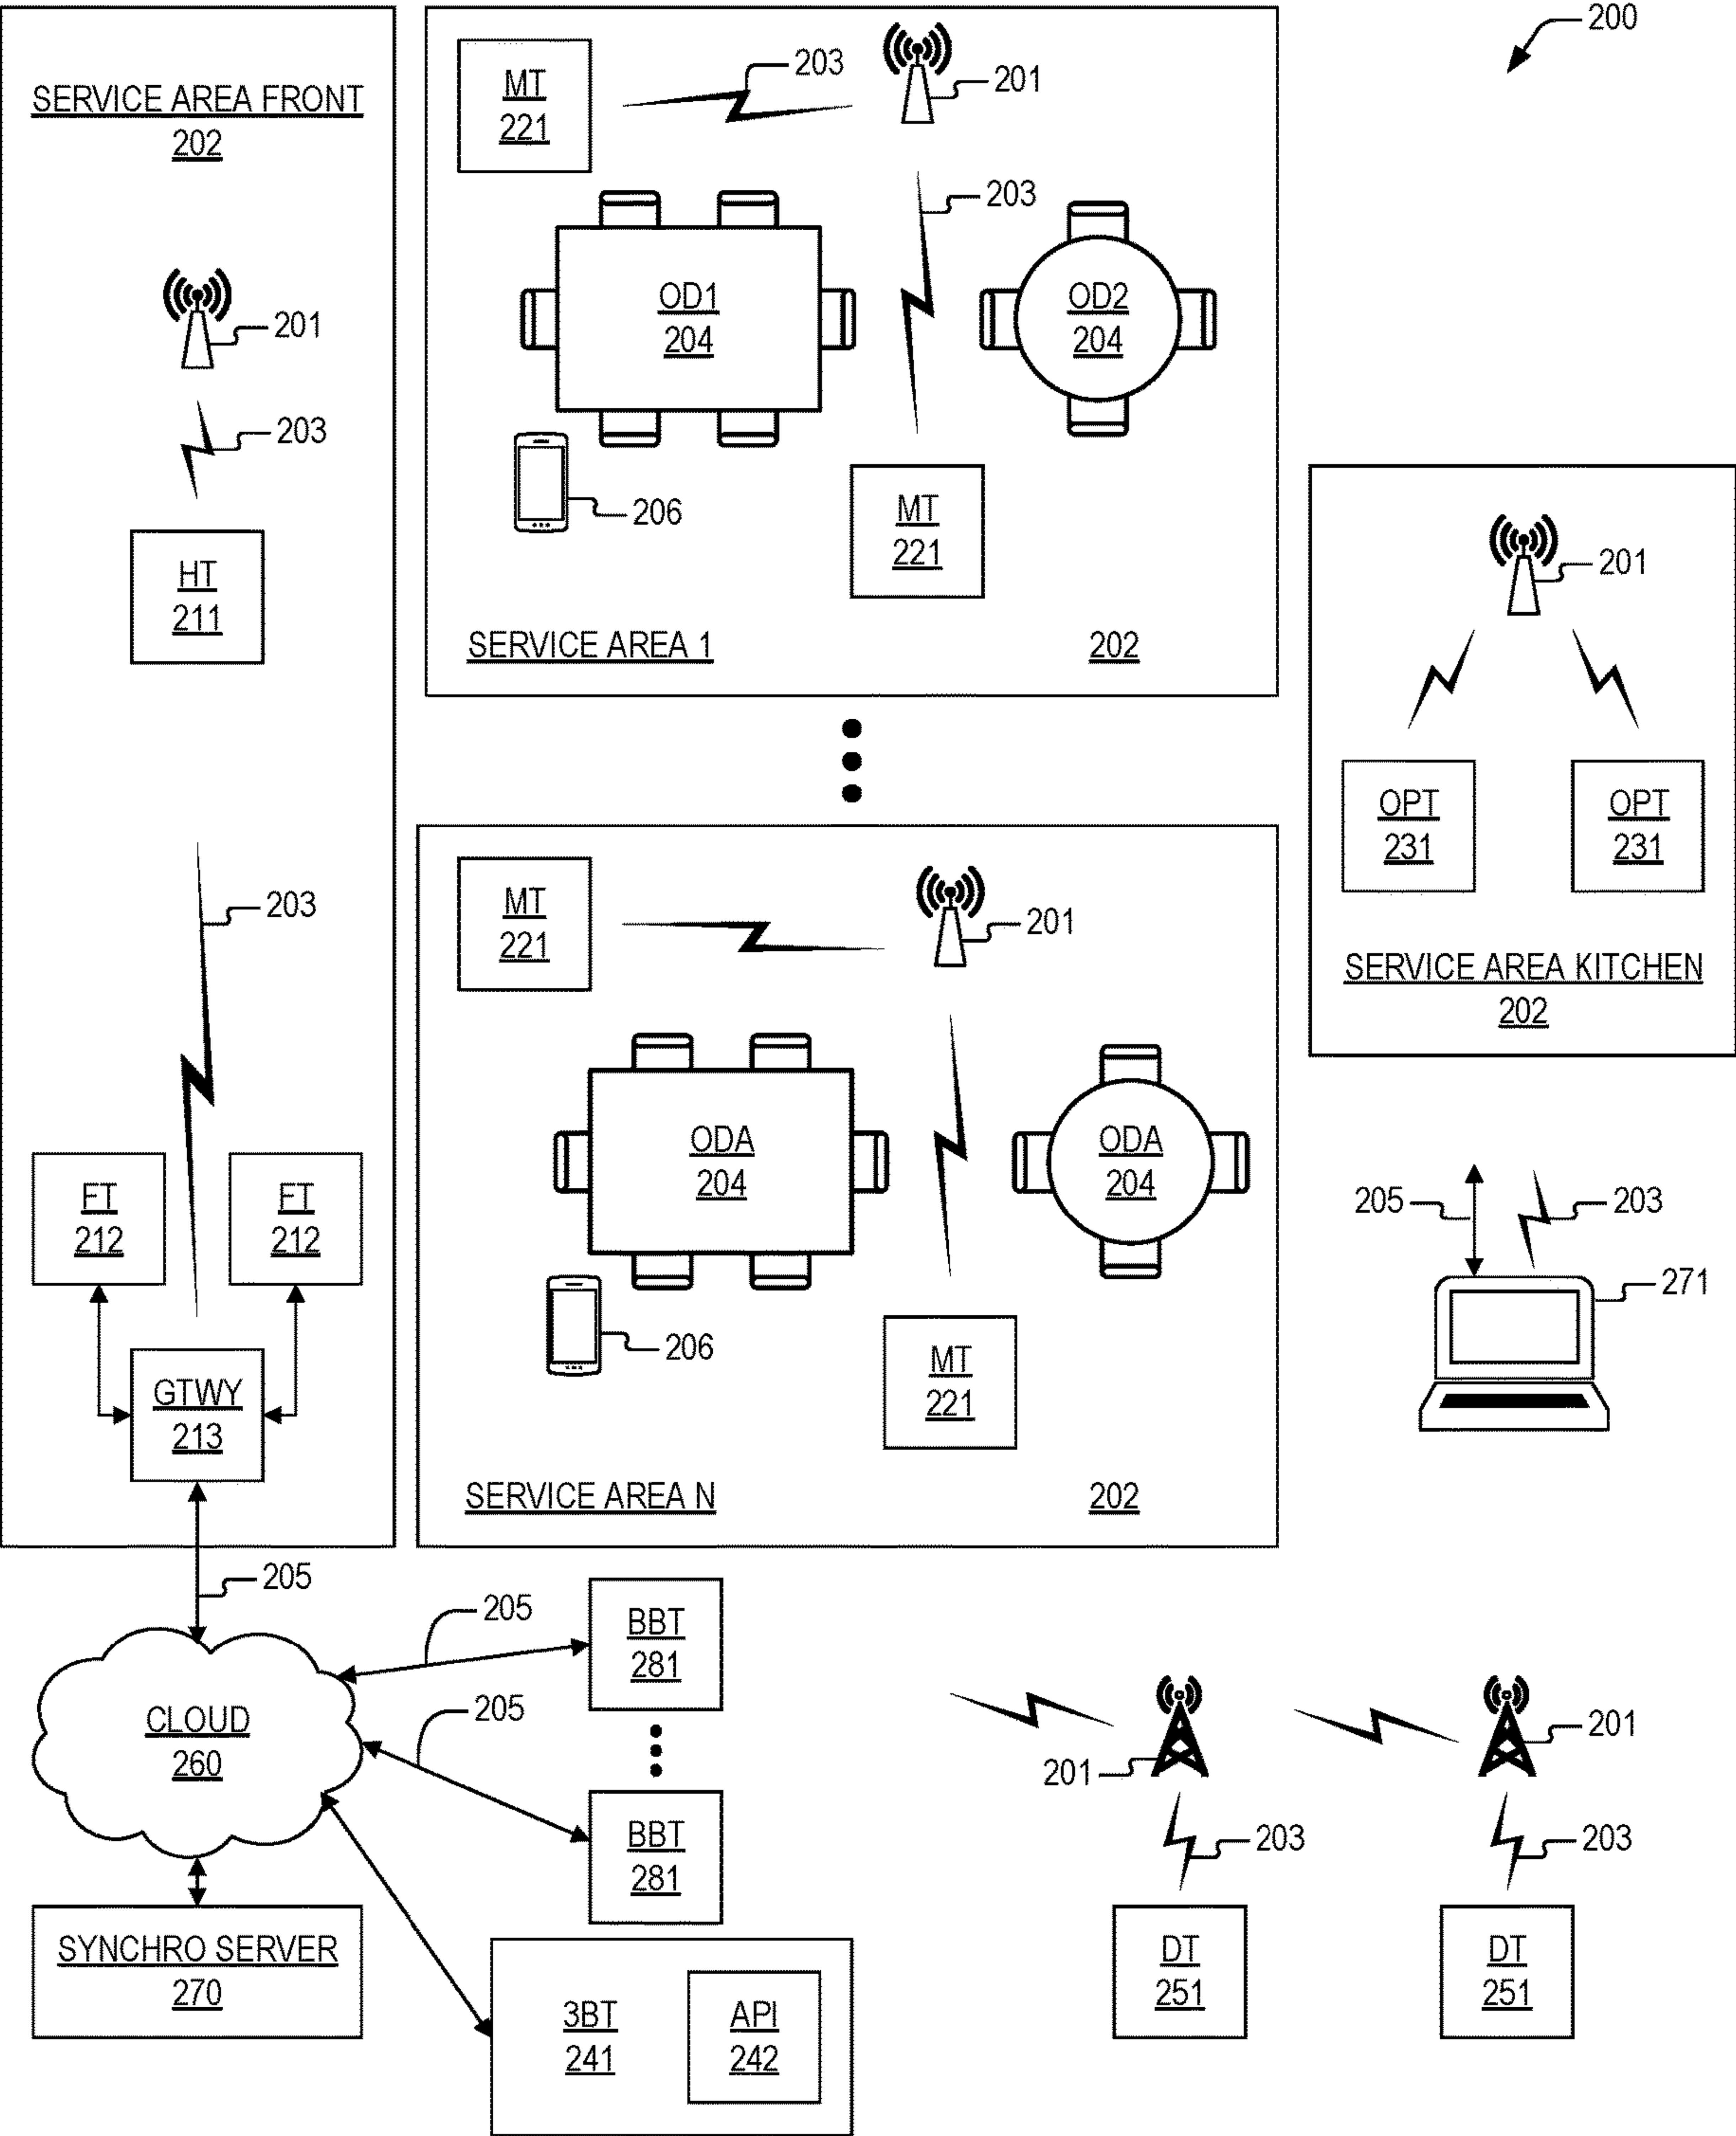 200
SERVICE AREA FRONT
202
201
203
HT
211
203
FT
212
FT
212
GTWY
213
205
MT
221
203
201
203
OD1
204
OD2
204
206
MT
221
SERVICE AREA 1
202
MT
221
201
ODA
204
ODA
204
206
MT
221
SERVICE AREA N
202
201
OPT
231
OPT
231
SERVICE AREA KITCHEN
202
205
203
271
CLOUD
260
205
BBT
281
205
BBT
281
SYNCHRO SERVER
270
3BT
241
API
242
201
201
203
203
DT
251
DT
251